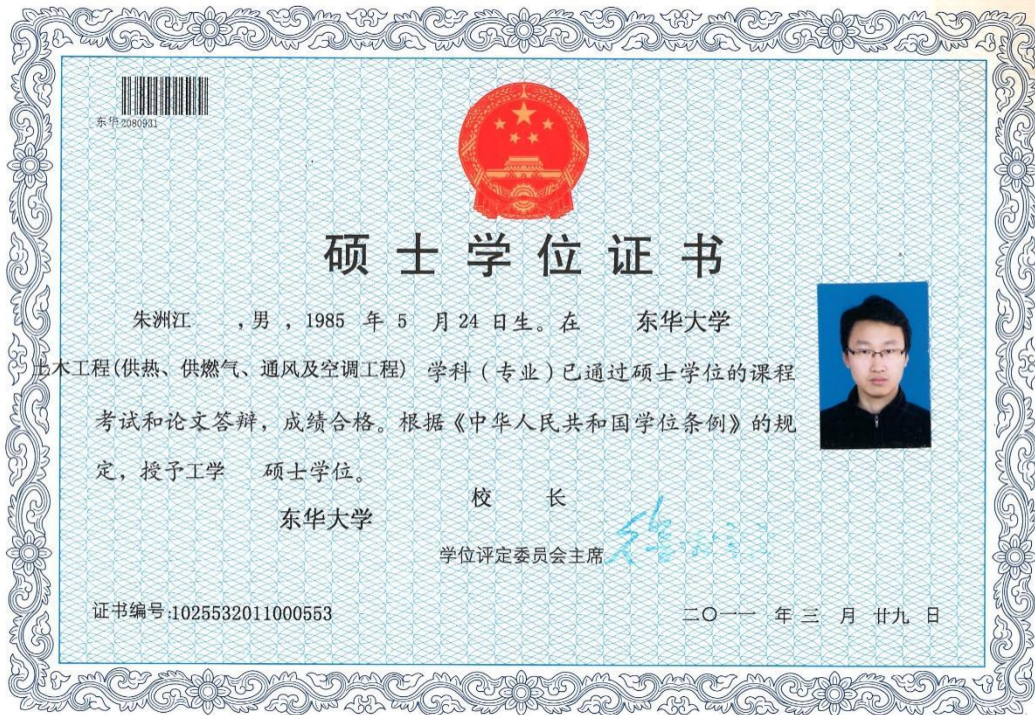 东华2080931
硕士学位证书
朱洲江 ,男 ,1985 年 5 月 24 日生。在 东华大学
土木工程(供热、供燃气、通风及空调工程) 学科(专业)已通过硕士学位的课程
考试和论文答辩，成绩合格。根据《中华人民共和国学位条例》的规
定，授予工学 硕士学位。
校 长
东华大学
学位评定委员会主席
证书编号:1025532011000553
二〇一一 年 三 月 廿九 日